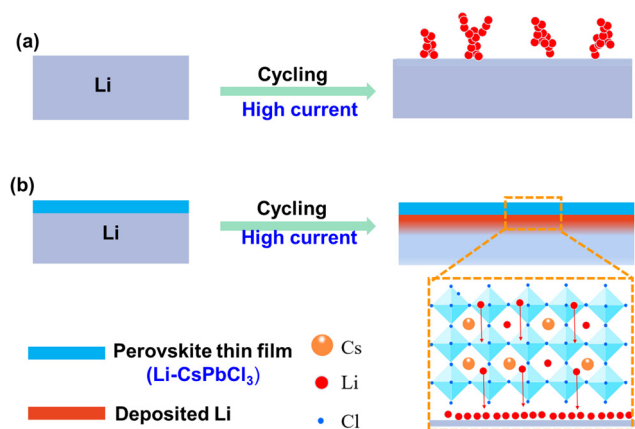 (a)
Li
Cycling
High current
(b)
Li
Cycling
High current
Perovskite thin film
(Li-CsPbCl₃)
Deposited Li
Cs
Li
Cl